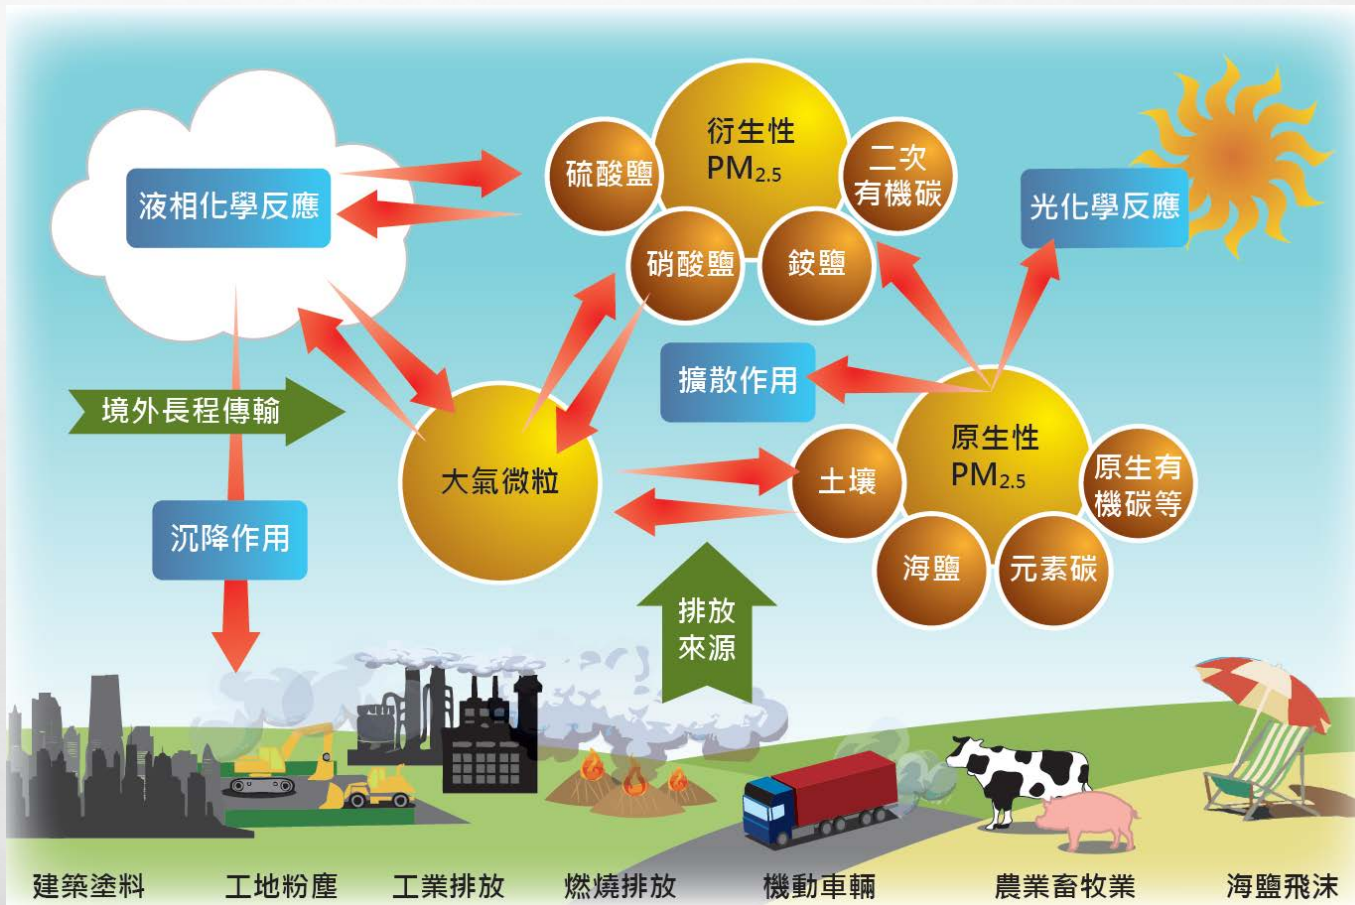 衍生性
PM2.5
硫酸鹽
二次
有機碳
硝酸鹽
銨鹽
液相化學反應
光化學反應
擴散作用
境外長程傳輸
大氣微粒
原生性
PM2.5
土壤
原生有
機碳等
海鹽
元素碳
沉降作用
排放
來源
建築塗料
工地粉塵
工業排放
燃燒排放
機動車輛
農業畜牧業
海鹽飛沫